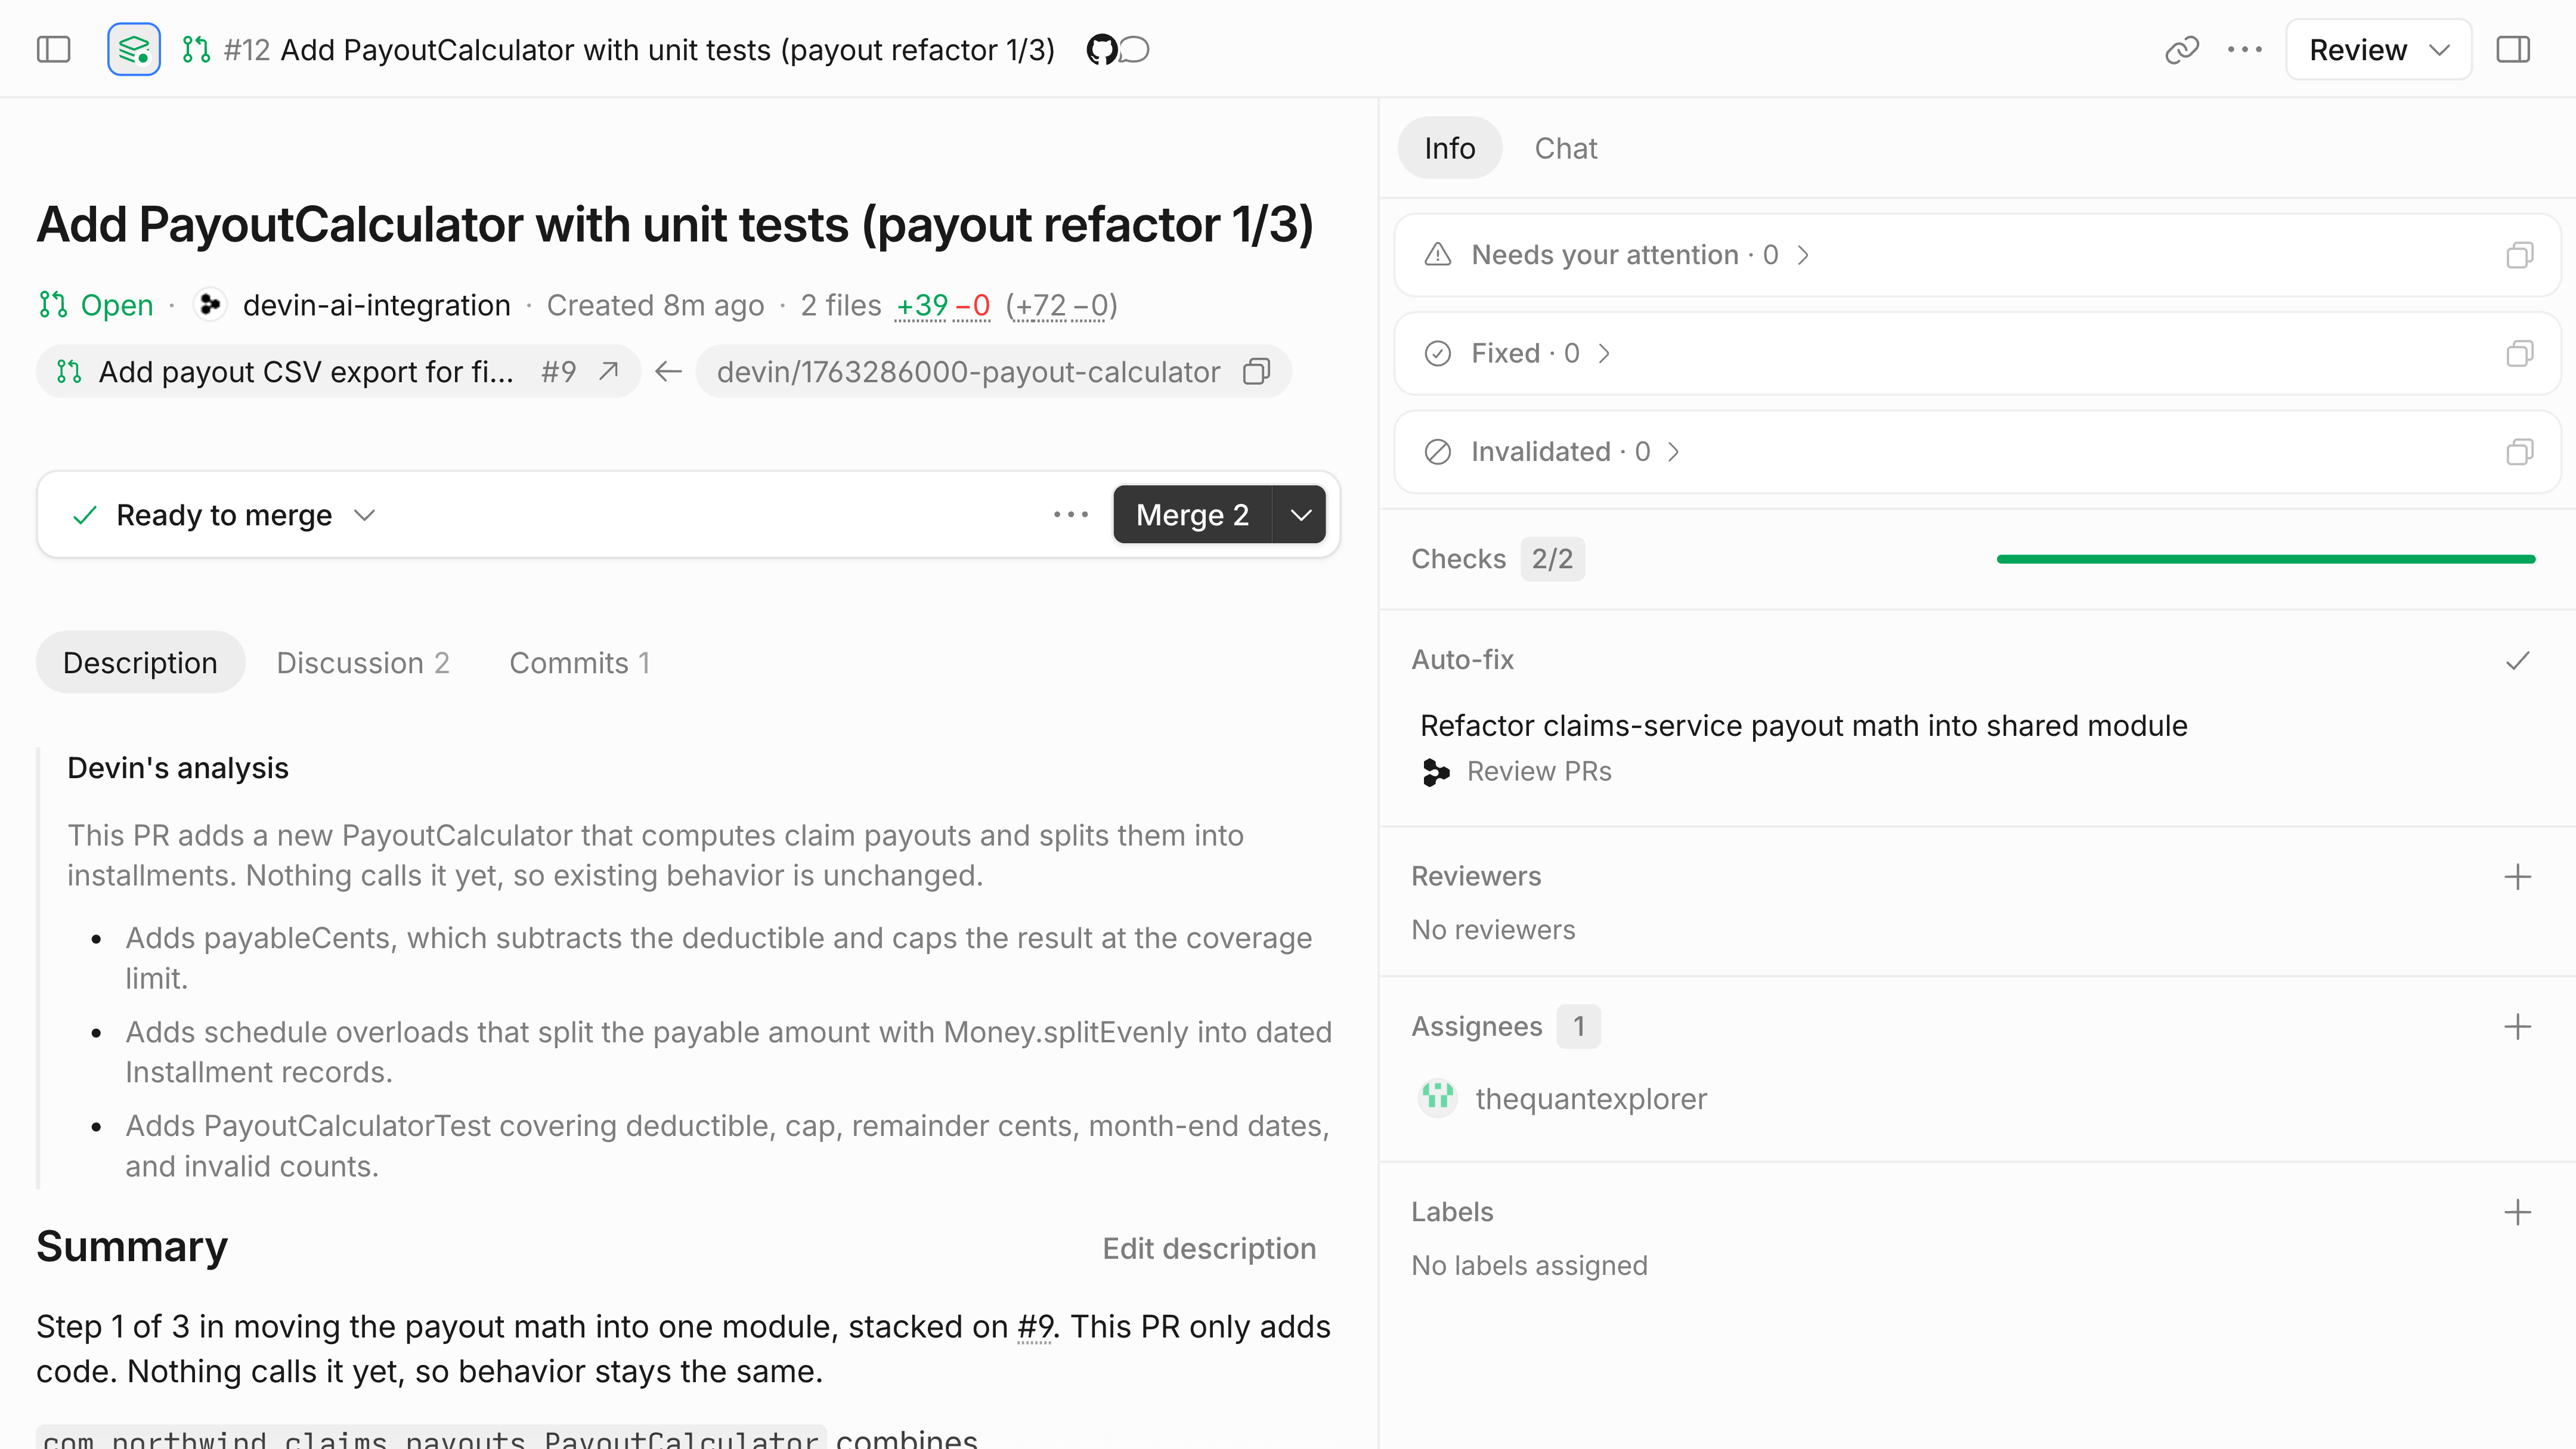 #12 Add PayoutCalculator with unit tests (payout refactor 1/3)
Review
Add PayoutCalculator with unit tests (payout refactor 1/3)
Open · devin-ai-integration · Created 8m ago · 2 files +39 −0 (+72 −0)
Add payout CSV export for fi... #9 ← devin/1763286000-payout-calculator
Ready to merge
Merge 2
Description
Discussion 2
Commits 1
Devin's analysis
This PR adds a new PayoutCalculator that computes claim payouts and splits them into
installments. Nothing calls it yet, so existing behavior is unchanged.
• Adds payableCents, which subtracts the deductible and caps the result at the coverage
limit.
• Adds schedule overloads that split the payable amount with Money.splitEvenly into dated
Installment records.
• Adds PayoutCalculatorTest covering deductible, cap, remainder cents, month-end dates,
and invalid counts.
Summary
Edit description
Step 1 of 3 in moving the payout math into one module, stacked on #9. This PR only adds
code. Nothing calls it yet, so behavior stays the same.
com.northwind.claims.payouts.PayoutCalculator combines
Info
Chat
Needs your attention · 0
Fixed · 0
Invalidated · 0
Checks 2/2
Auto-fix
Refactor claims-service payout math into shared module
Review PRs
Reviewers
No reviewers
Assignees 1
thequantexplorer
Labels
No labels assigned